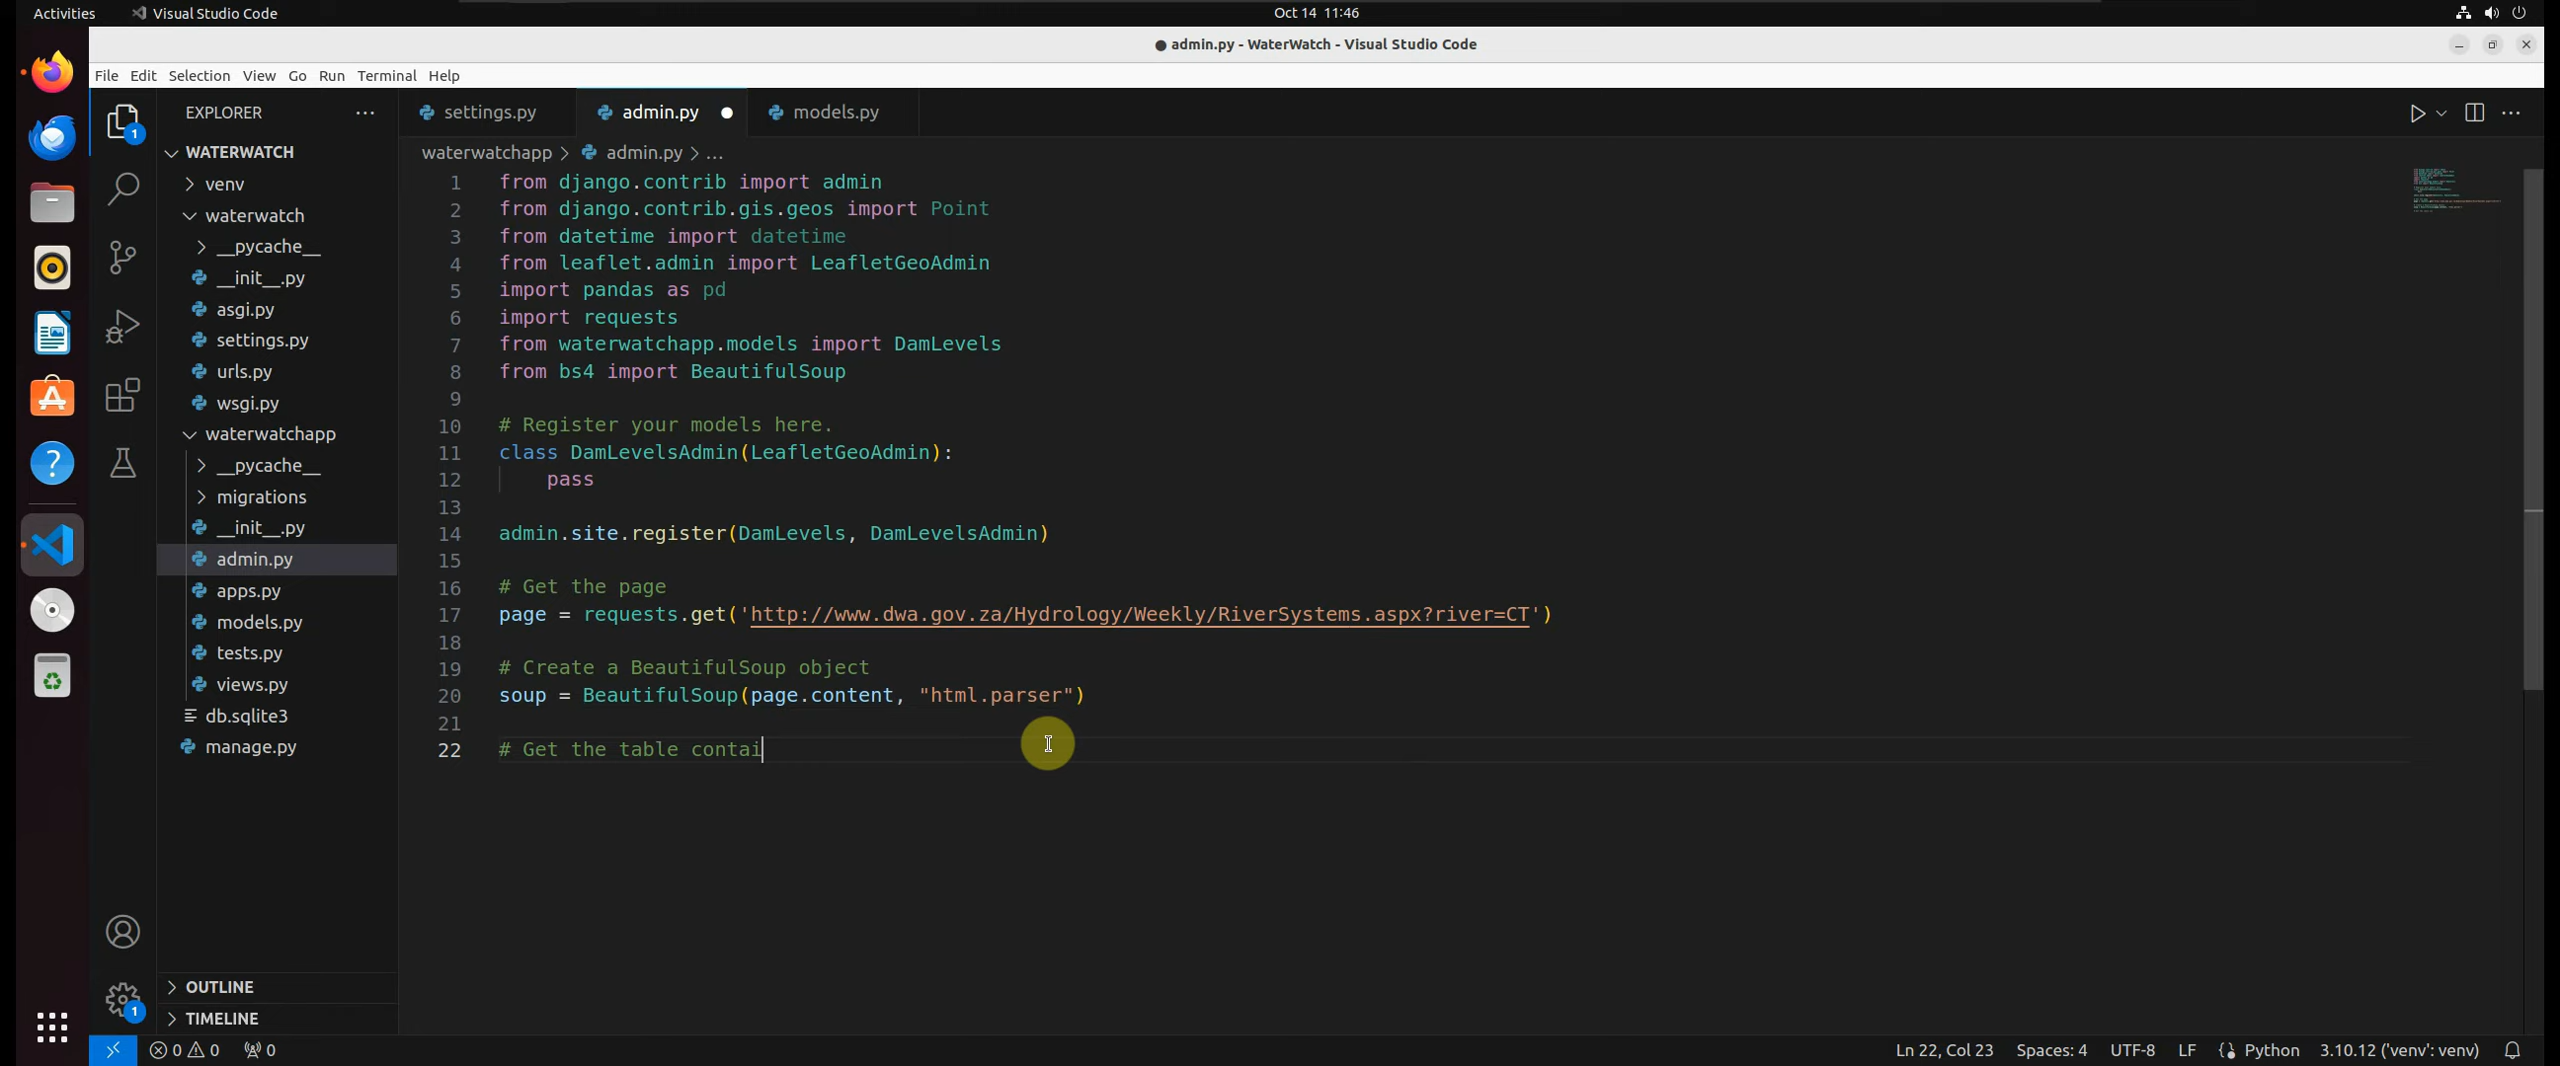 Activities
Visual Studio Code
Oct 14 11:46
● admin.py - WaterWatch - Visual Studio Code
File Edit Selection View Go Run Terminal Help
EXPLORER
WATERWATCH
venv
waterwatch
__pycache__
__init__.py
asgi.py
settings.py
urls.py
wsgi.py
waterwatchapp
__pycache__
migrations
__init__.py
admin.py
apps.py
models.py
tests.py
views.py
db.sqlite3
manage.py
OUTLINE
TIMELINE
1
1
settings.py admin.py models.py
waterwatchapp > admin.py > ...
1 from django.contrib import admin
2 from django.contrib.gis.geos import Point
3 from datetime import datetime
4 from leaflet.admin import LeafletGeoAdmin
5 import pandas as pd
6 import requests
7 from waterwatchapp.models import DamLevels
8 from bs4 import BeautifulSoup
9
10 # Register your models here.
11 class DamLevelsAdmin(LeafletGeoAdmin):
12     pass
13
14 admin.site.register(DamLevels, DamLevelsAdmin)
15
16 # Get the page
17 page = requests.get('http://www.dwa.gov.za/Hydrology/Weekly/RiverSystems.aspx?river=CT')
18
19 # Create a BeautifulSoup object
20 soup = BeautifulSoup(page.content, "html.parser")
21
22 # Get the table contai
0 0 0
Ln 22, Col 23 Spaces: 4 UTF-8 LF Python 3.10.12 ('venv': venv)